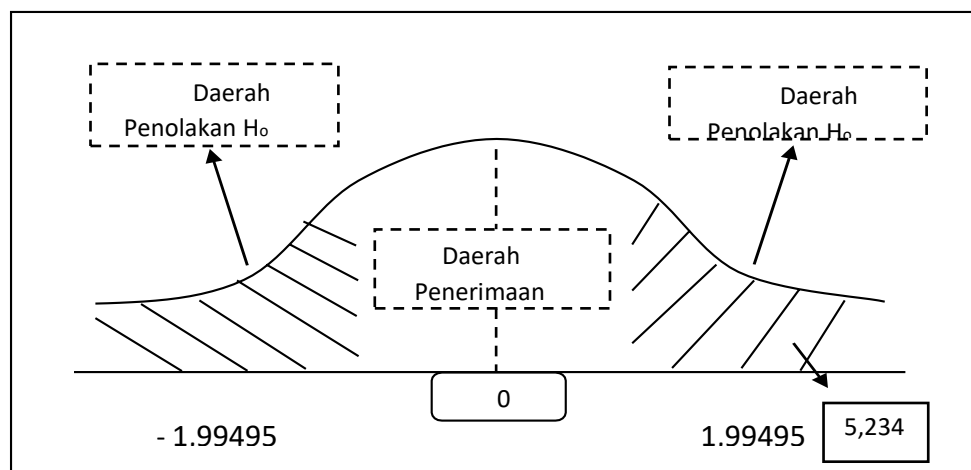 Daerah
Penolakan H₀
Daerah
Penolakan H₀
Daerah
Penerimaan
0
- 1.99495
1.99495
5,234